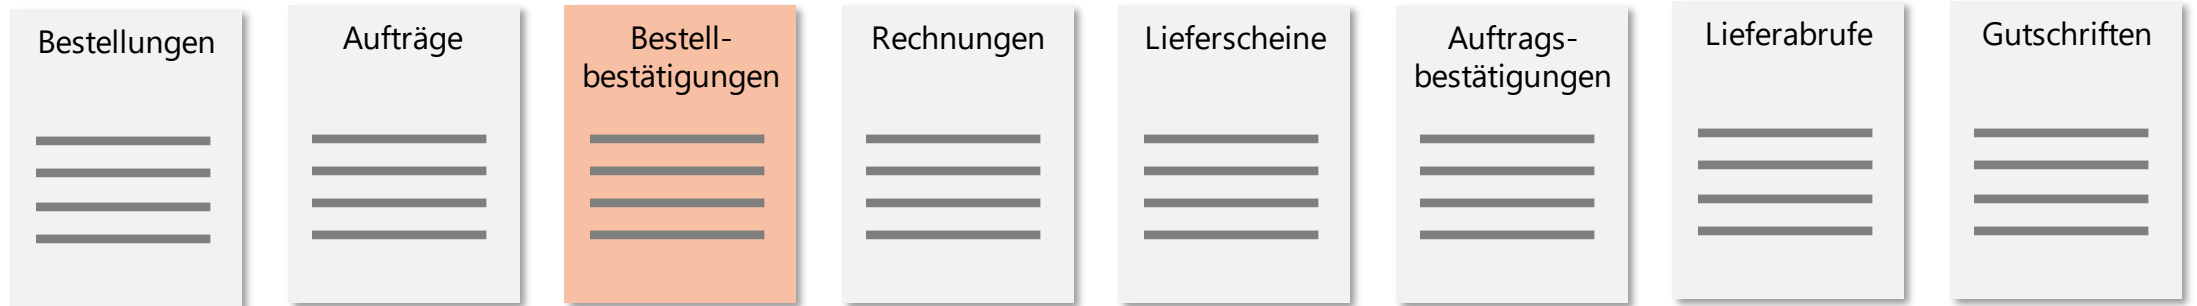 Bestellungen
Aufträge
Bestell-
bestätigungen
Rechnungen
Lieferscheine
Auftrags-
bestätigungen
Lieferabrufe
Gutschriften